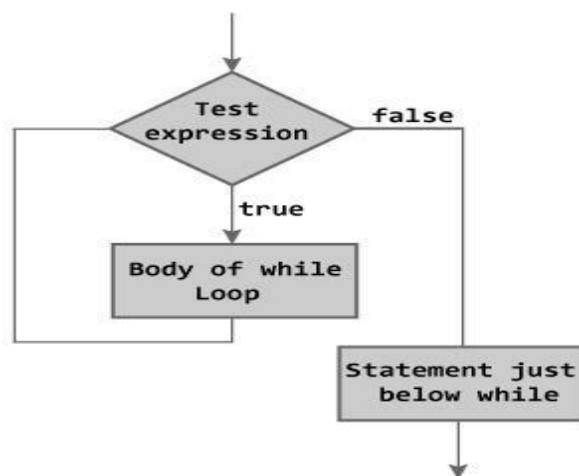 Test
expression
false
true
Body of while
Loop
Statement just
below while